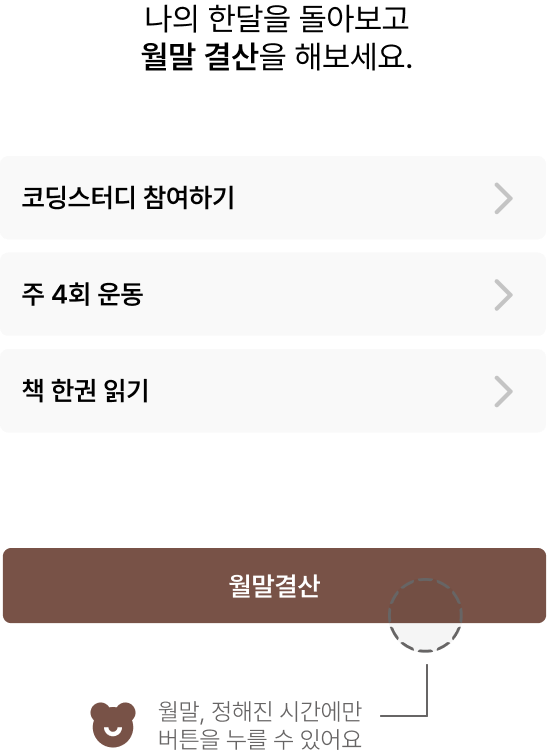 나의 한달을 돌아보고
월말 결산을 해보세요.
코딩스터디 참여하기
주 4회 운동
책 한권 읽기
월말결산
월말, 정해진 시간에만
버튼을 누를 수 있어요